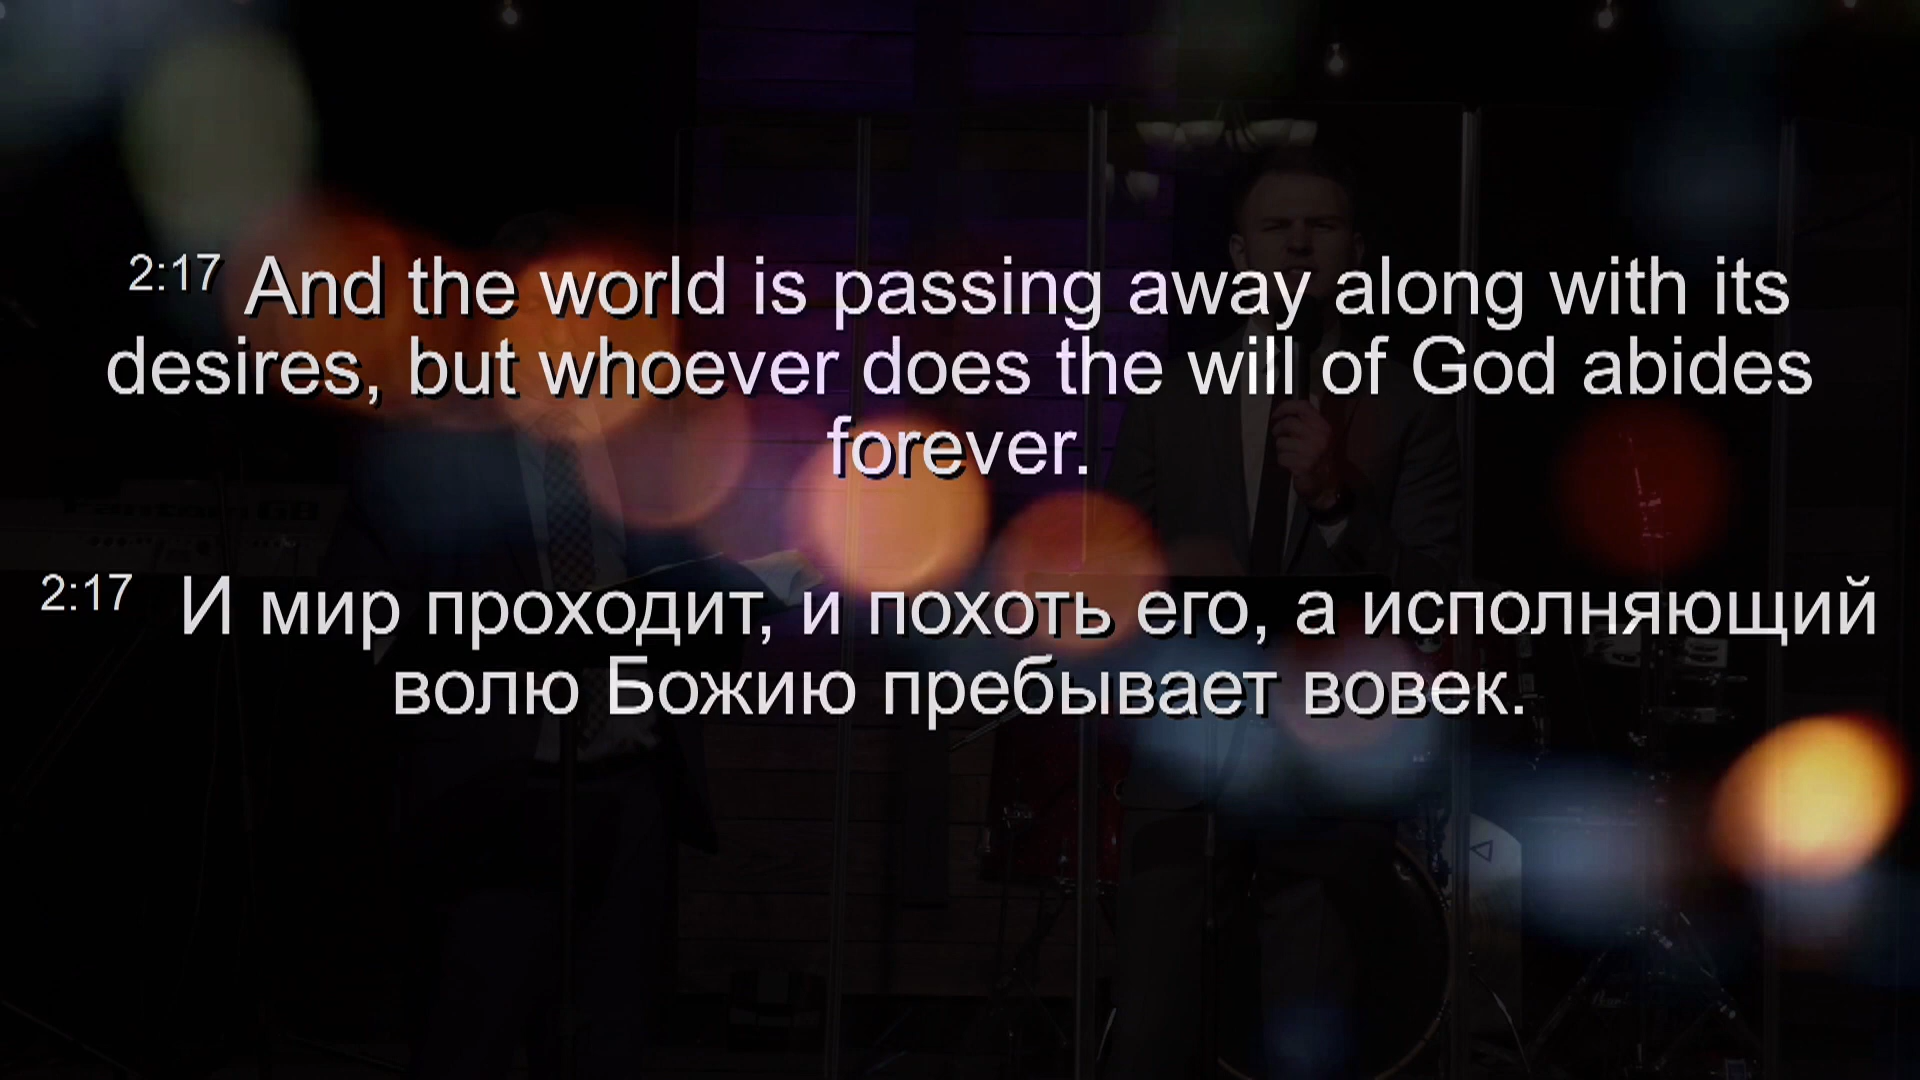 2:17 And the world is passing away along with its
desires, but whoever does the will of God abides
forever.
2:17 И мир проходит, и похоть его, а исполняющий
волю Божию пребывает вовек.